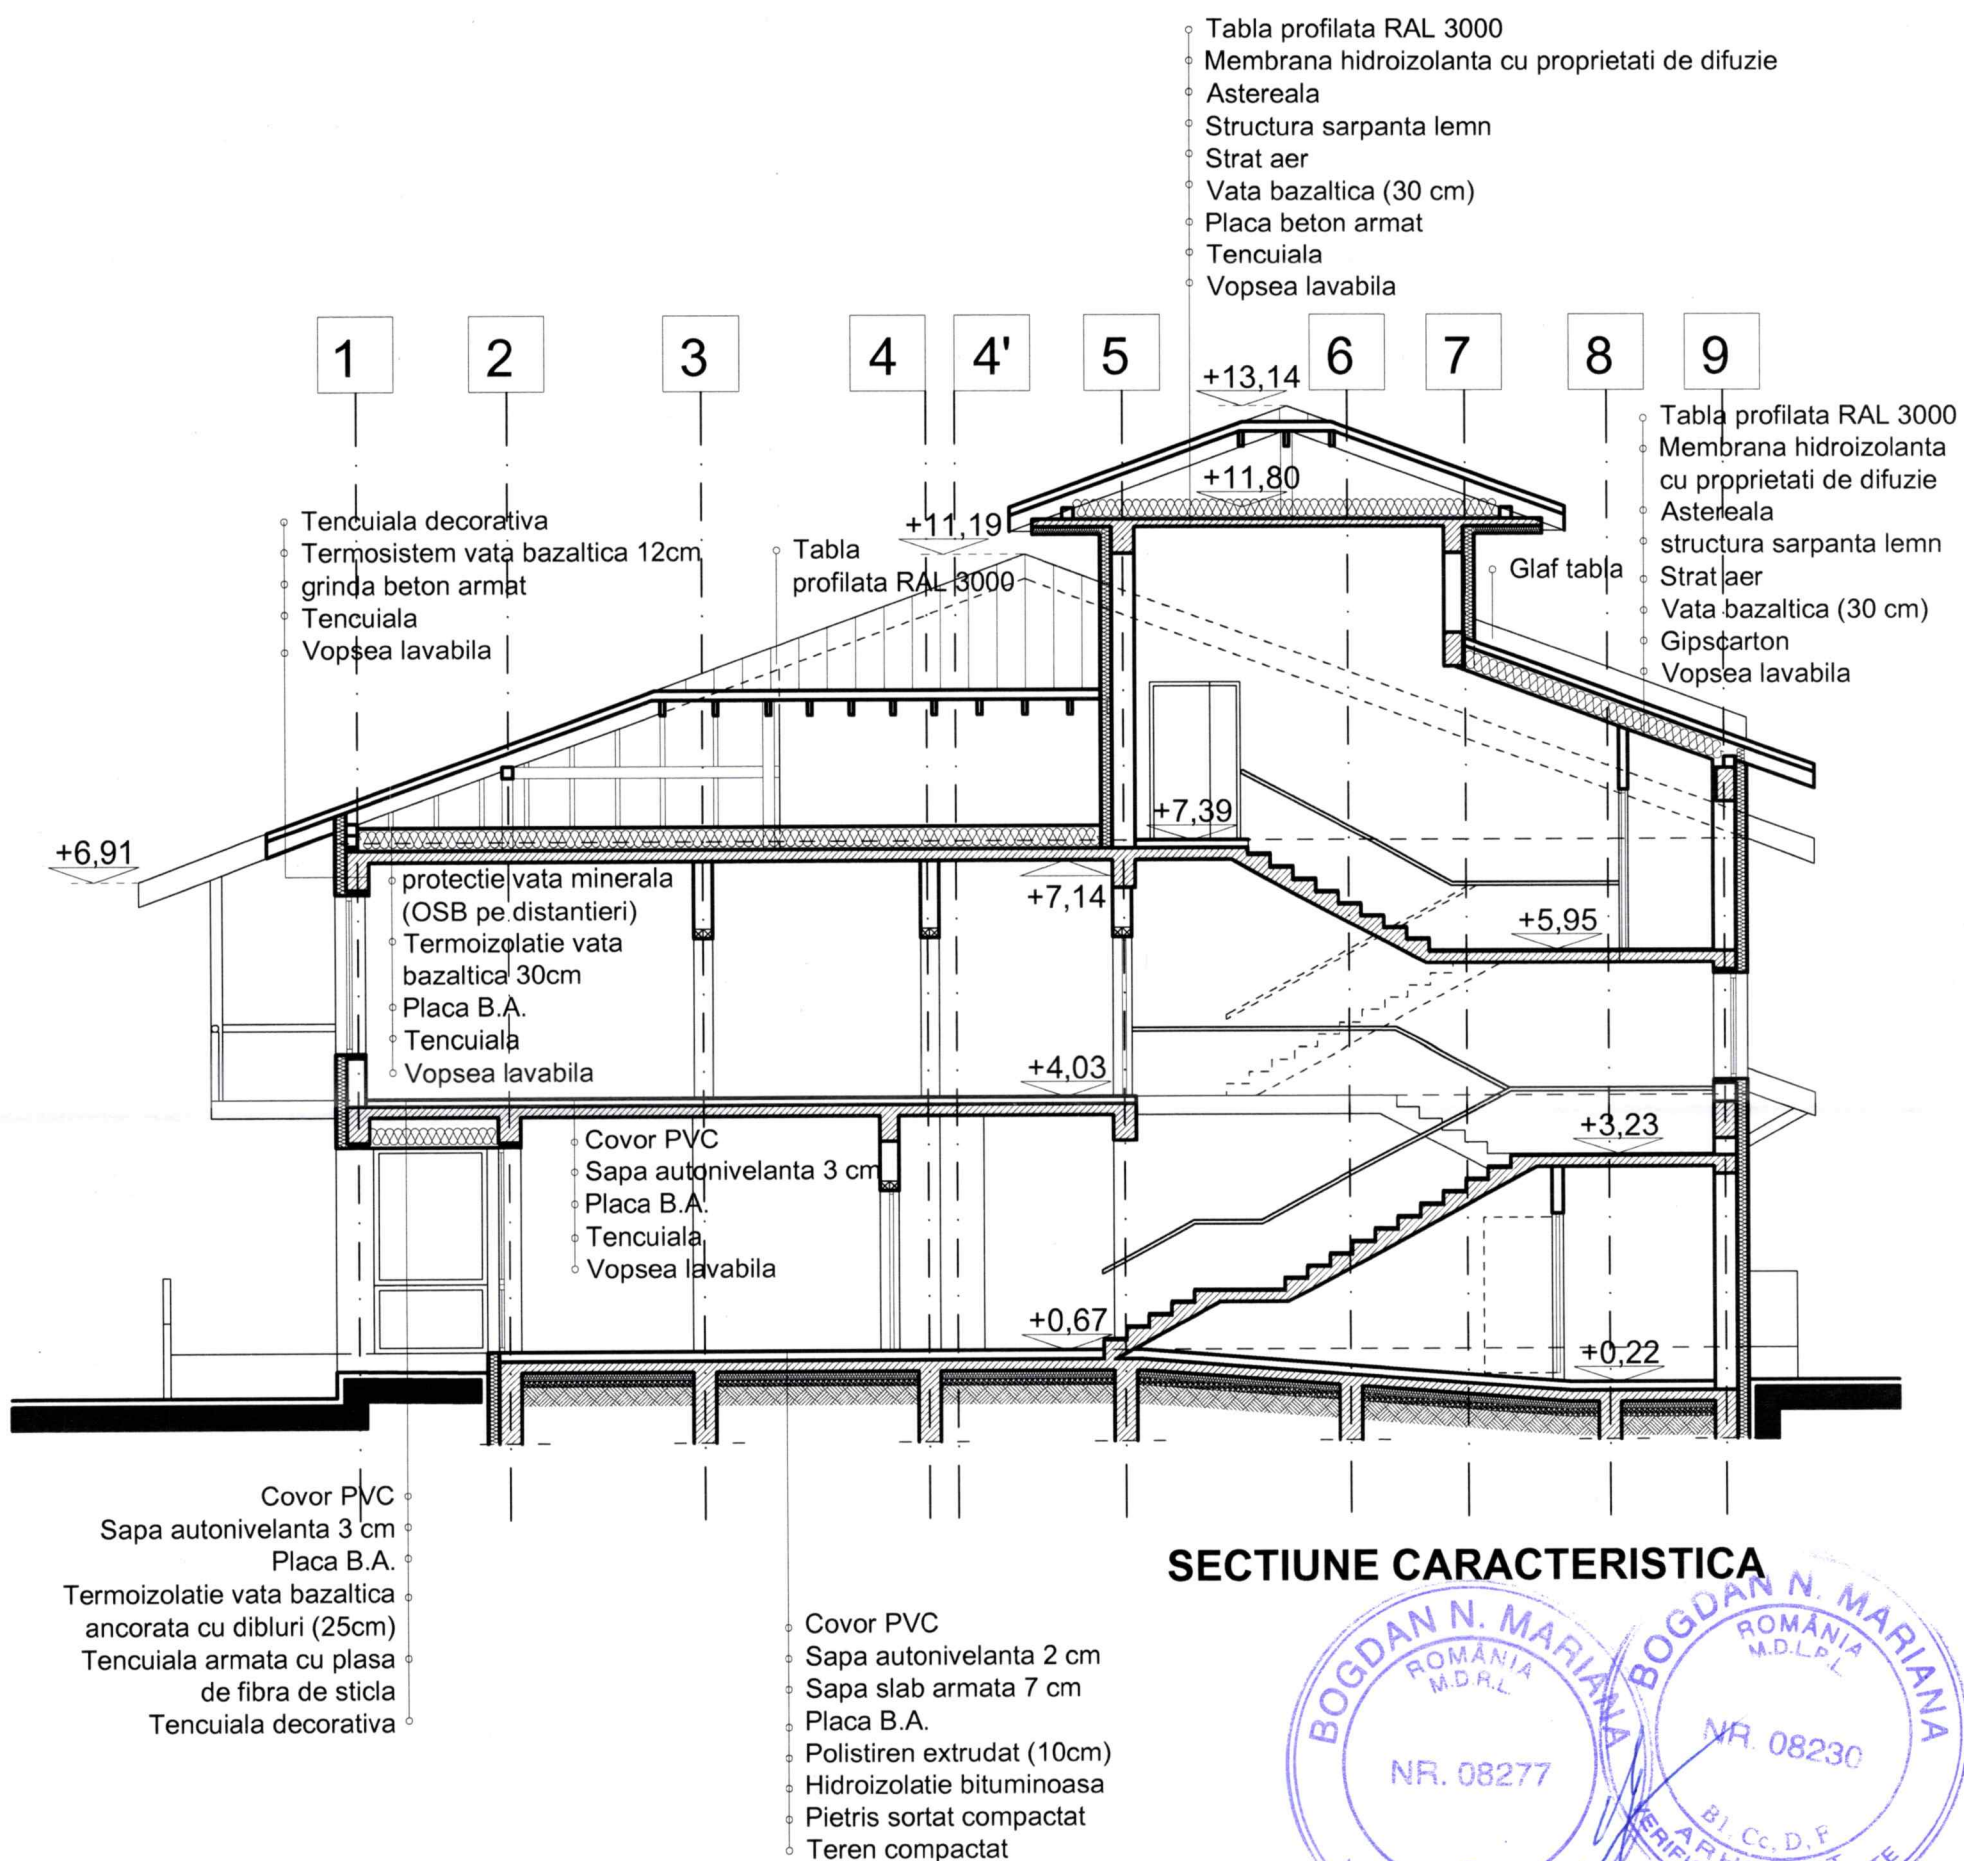 Tabla profilata RAL 3000
Membrana hidroizolanta cu proprietati de difuzie
Astereala
Structura sarpanta lemn
Strat aer
Vata bazaltica (30 cm)
Placa beton armat
Tencuiala
Vopsea lavabila
1
2
3
4
4'
5
6
7
8
9
+13,14
+11,80
+11,19
Tabla profilata RAL 3000
Membrana hidroizolanta
cu proprietati de difuzie
Astereala
structura sarpanta lemn
Strat aer
Vata bazaltica (30 cm)
Gipscarton
Vopsea lavabila
Tencuiala decorativa
Termosistem vata bazaltica 12cm
grinda beton armat
Tencuiala
Vopsea lavabila
Tabla
profilata RAL 3000
Glaf tabla
+7,39
+6,91
+7,14
+5,95
protectie vata minerala
(OSB pe distantieri)
Termoizolatie vata
bazaltica 30cm
Placa B.A.
Tencuiala
Vopsea lavabila
+4,03
+3,23
Covor PVC
Sapa autonivelanta 3 cm
Placa B.A.
Tencuiala
Vopsea lavabila
+0,67
+0,22
Covor PVC
Sapa autonivelanta 3 cm
Placa B.A.
Termoizolatie vata bazaltica
ancorata cu dibluri (25cm)
Tencuiala armata cu plasa
de fibra de sticla
Tencuiala decorativa
Covor PVC
Sapa autonivelanta 2 cm
Sapa slab armata 7 cm
Placa B.A.
Polistiren extrudat (10cm)
Hidroizolatie bituminoasa
Pietris sortat compactat
Teren compactat
SECTIUNE CARACTERISTICA
BOGDAN N. MARIANA
ROMÂNIA
M.D.R.L.
NR. 08277
BOGDAN N. MARIANA
ROMÂNIA
M.D.L.P.L.
NR. 08230
B1, Cc, D, F